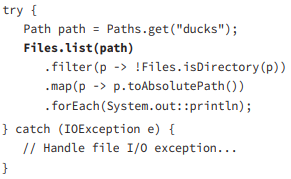 try {
    Path path = Paths.get("ducks");
    Files.list(path)
        .filter(p -> !Files.isDirectory(p))
        .map(p -> p.toAbsolutePath())
        .forEach(System.out::println);
} catch (IOException e) {
    // Handle file I/O exception...
}